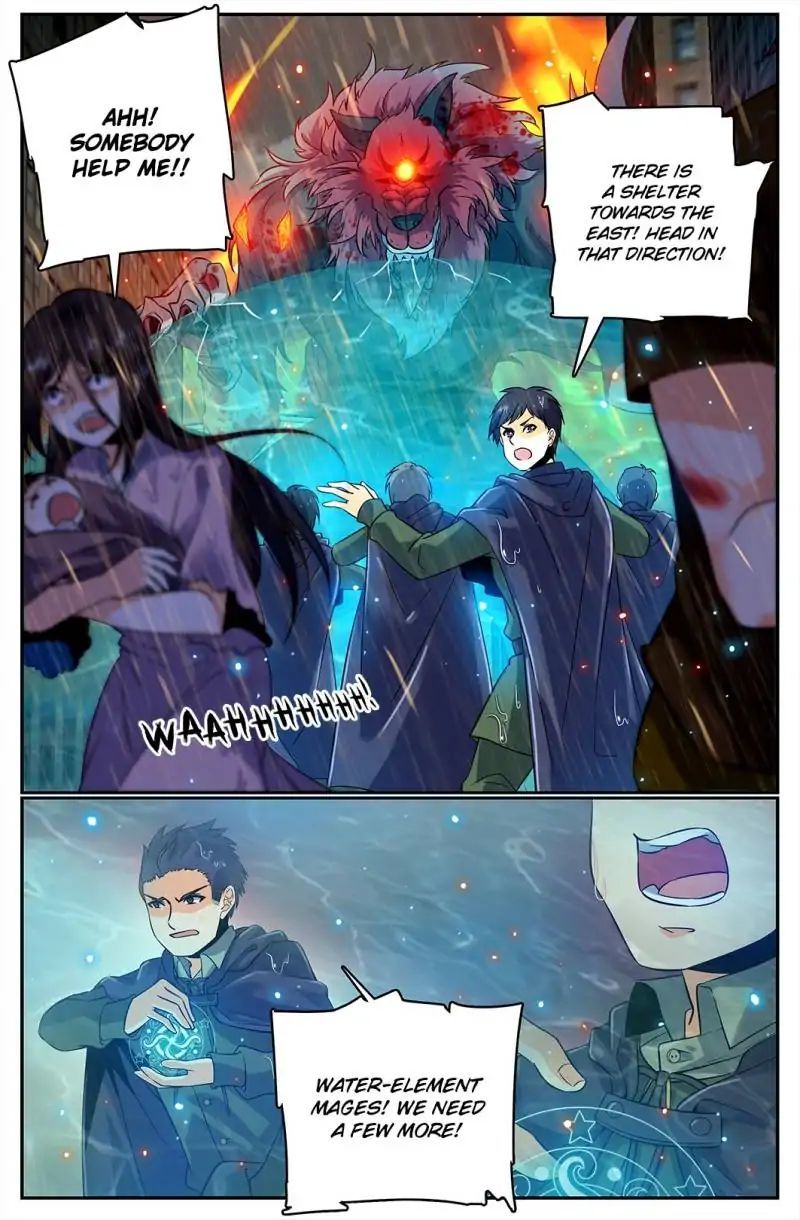 AHH!
SOMEBODY
HELP ME!!
THERE IS
A SHELTER
TOWARDS THE
EAST! HEAD IN
THAT DIRECTION!
WAAHHHHHHHH!
WATER-ELEMENT
MAGES! WE NEED
A FEW MORE!